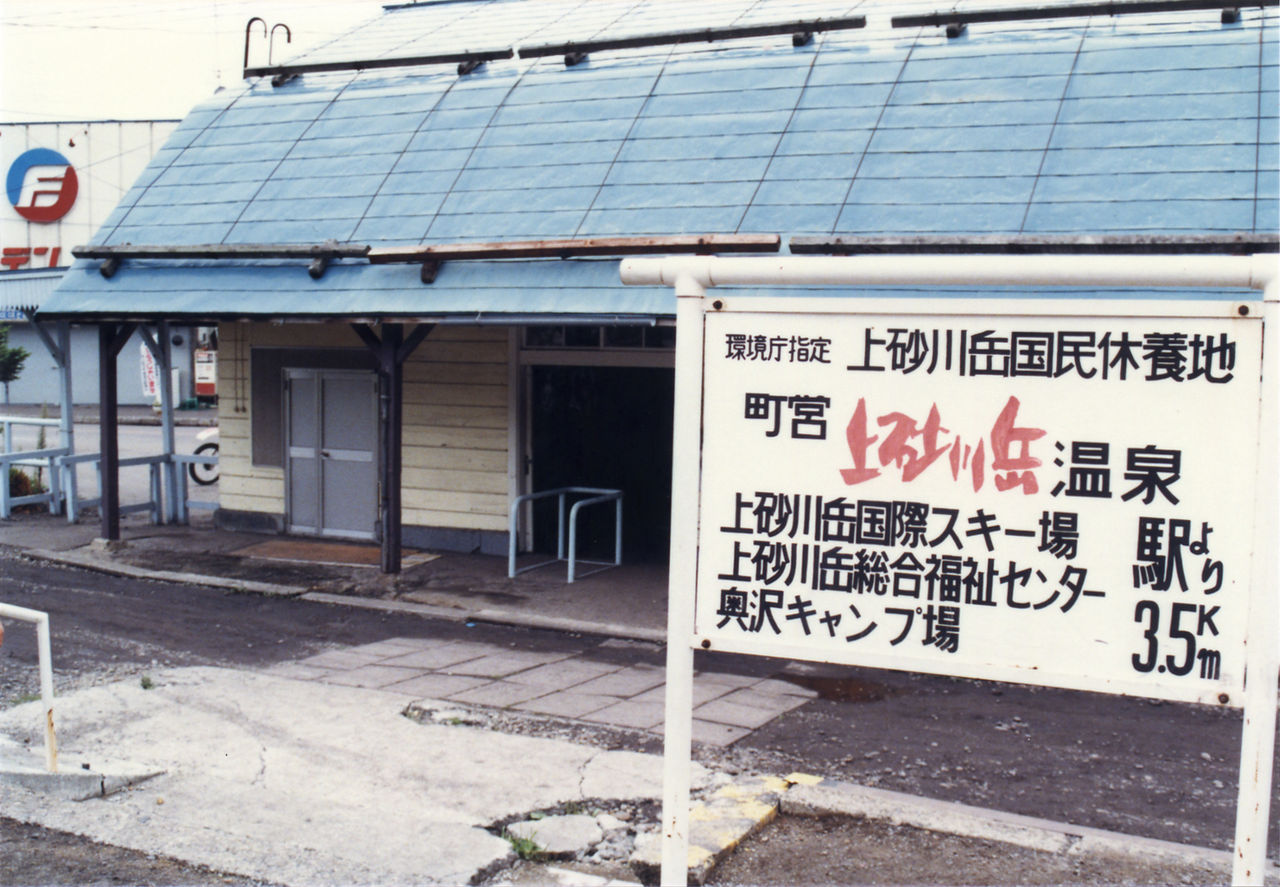 環境庁指定 上砂川岳国民休養地
町営 上砂川岳 温泉
上砂川岳国際スキー場
上砂川岳総合福祉センター
奥沢キャンプ場
駅より
3.5Km
デン